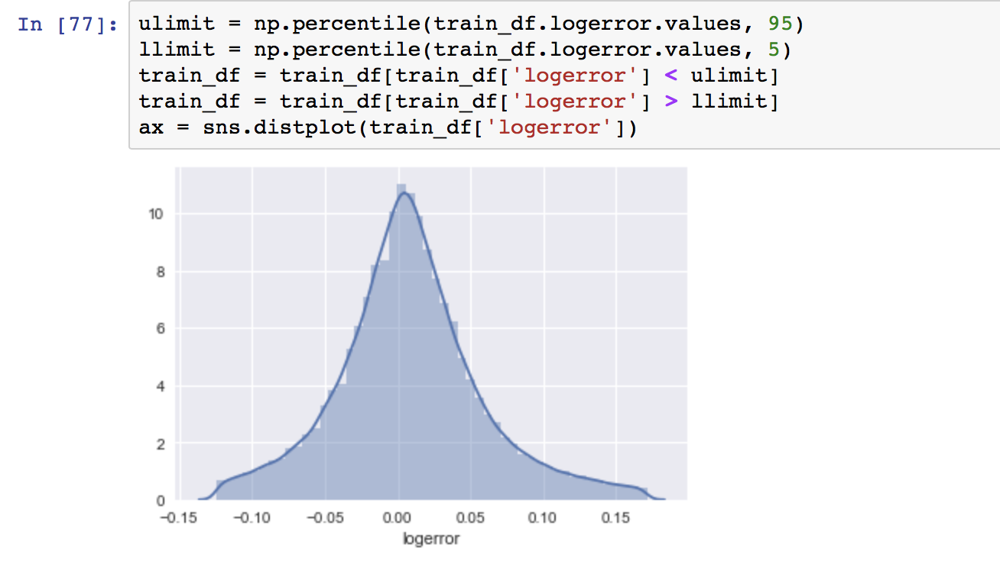 In [77]:
ulimit = np.percentile(train_df.logerror.values, 95)
llimit = np.percentile(train_df.logerror.values, 5)
train_df = train_df[train_df['logerror'] < ulimit]
train_df = train_df[train_df['logerror'] > llimit]
ax = sns.distplot(train_df['logerror'])
10
8
6
4
2
0
−0.15 −0.10 −0.05 0.00 0.05 0.10 0.15
logerror